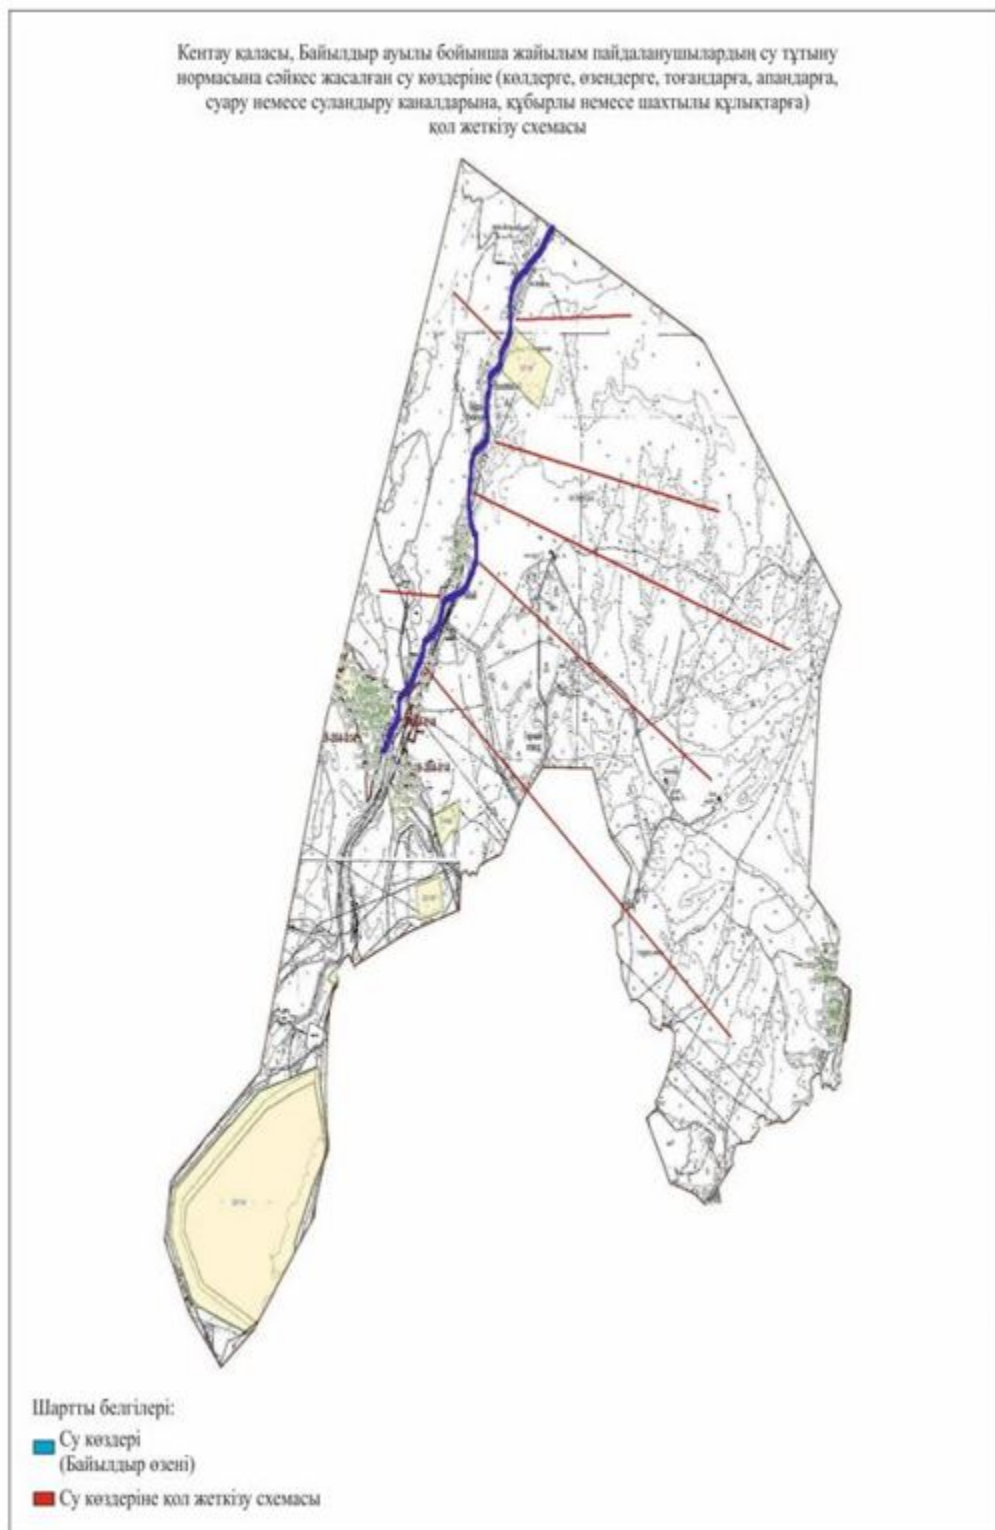 Кентау қаласы, Байылдыр ауылы бойынша жайылым пайдаланушылардың су тұтыну
нормасына сәйкес жасалған су көздеріне (көлдерге, өзендерге, тоғандарға, апандарға,
суару немесе суландыру каналдарына, құбырлы немесе шахтылы құлықтарға)
қол жеткізу схемасы
Шартты белгілері:
Су көздері
(Байылдыр өзені)
Су көздеріне қол жеткізу схемасы